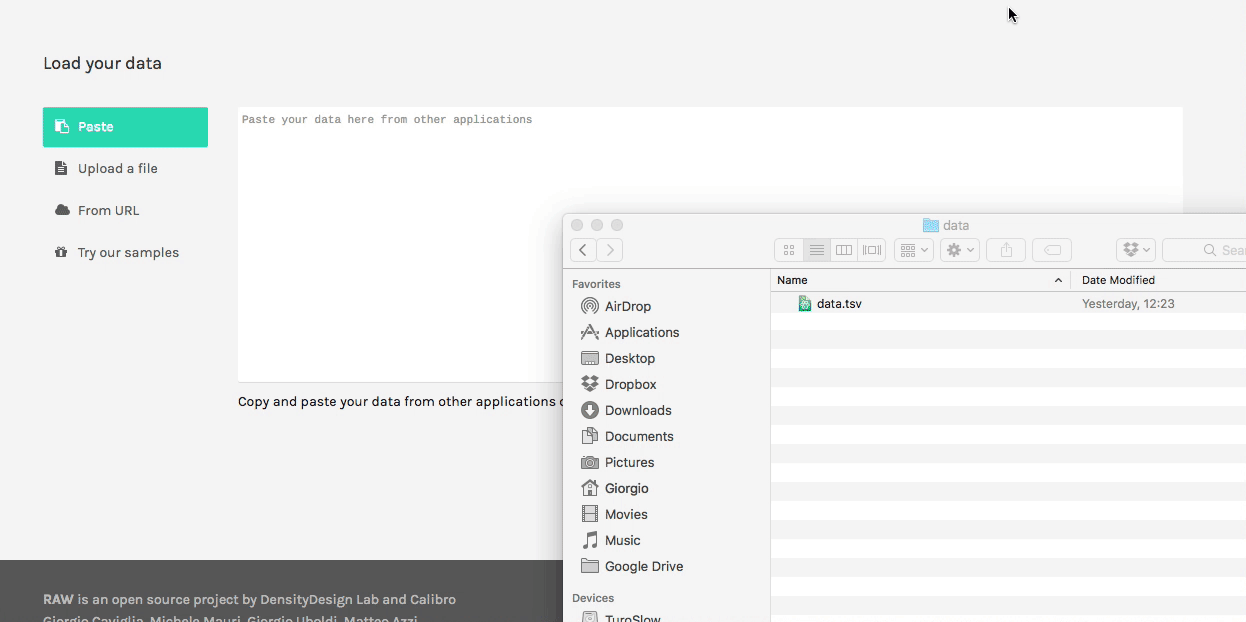 Load your data
Paste
Upload a file
From URL
Try our samples
Paste your data here from other applications
Copy and paste your data from other applications
RAW is an open source project by DensityDesign Lab and Calibro
Giorgio Caviglia, Michele Mauri, Giorgio Uboldi, Matteo Azzi
data
Sea
Favorites
AirDrop
Applications
Desktop
Dropbox
Downloads
Documents
Pictures
Giorgio
Movies
Music
Google Drive
Devices
TuroSlow
Name
Date Modified
data.tsv
Yesterday, 12:23